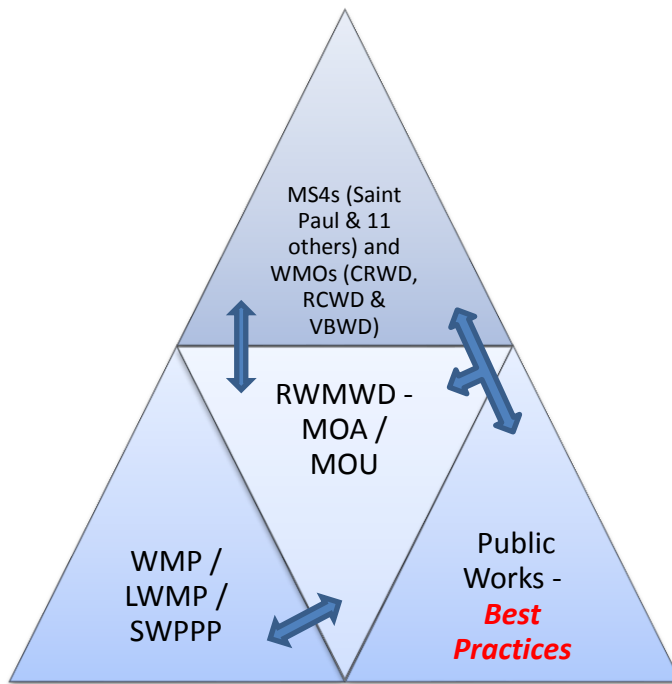 MS4s (Saint
Paul & 11
others) and
WMOs (CRWD,
RCWD &
VBWD)
RWMWD -
MOA /
MOU
WMP /
LWMP /
SWPPP
Public
Works -
Best
Practices